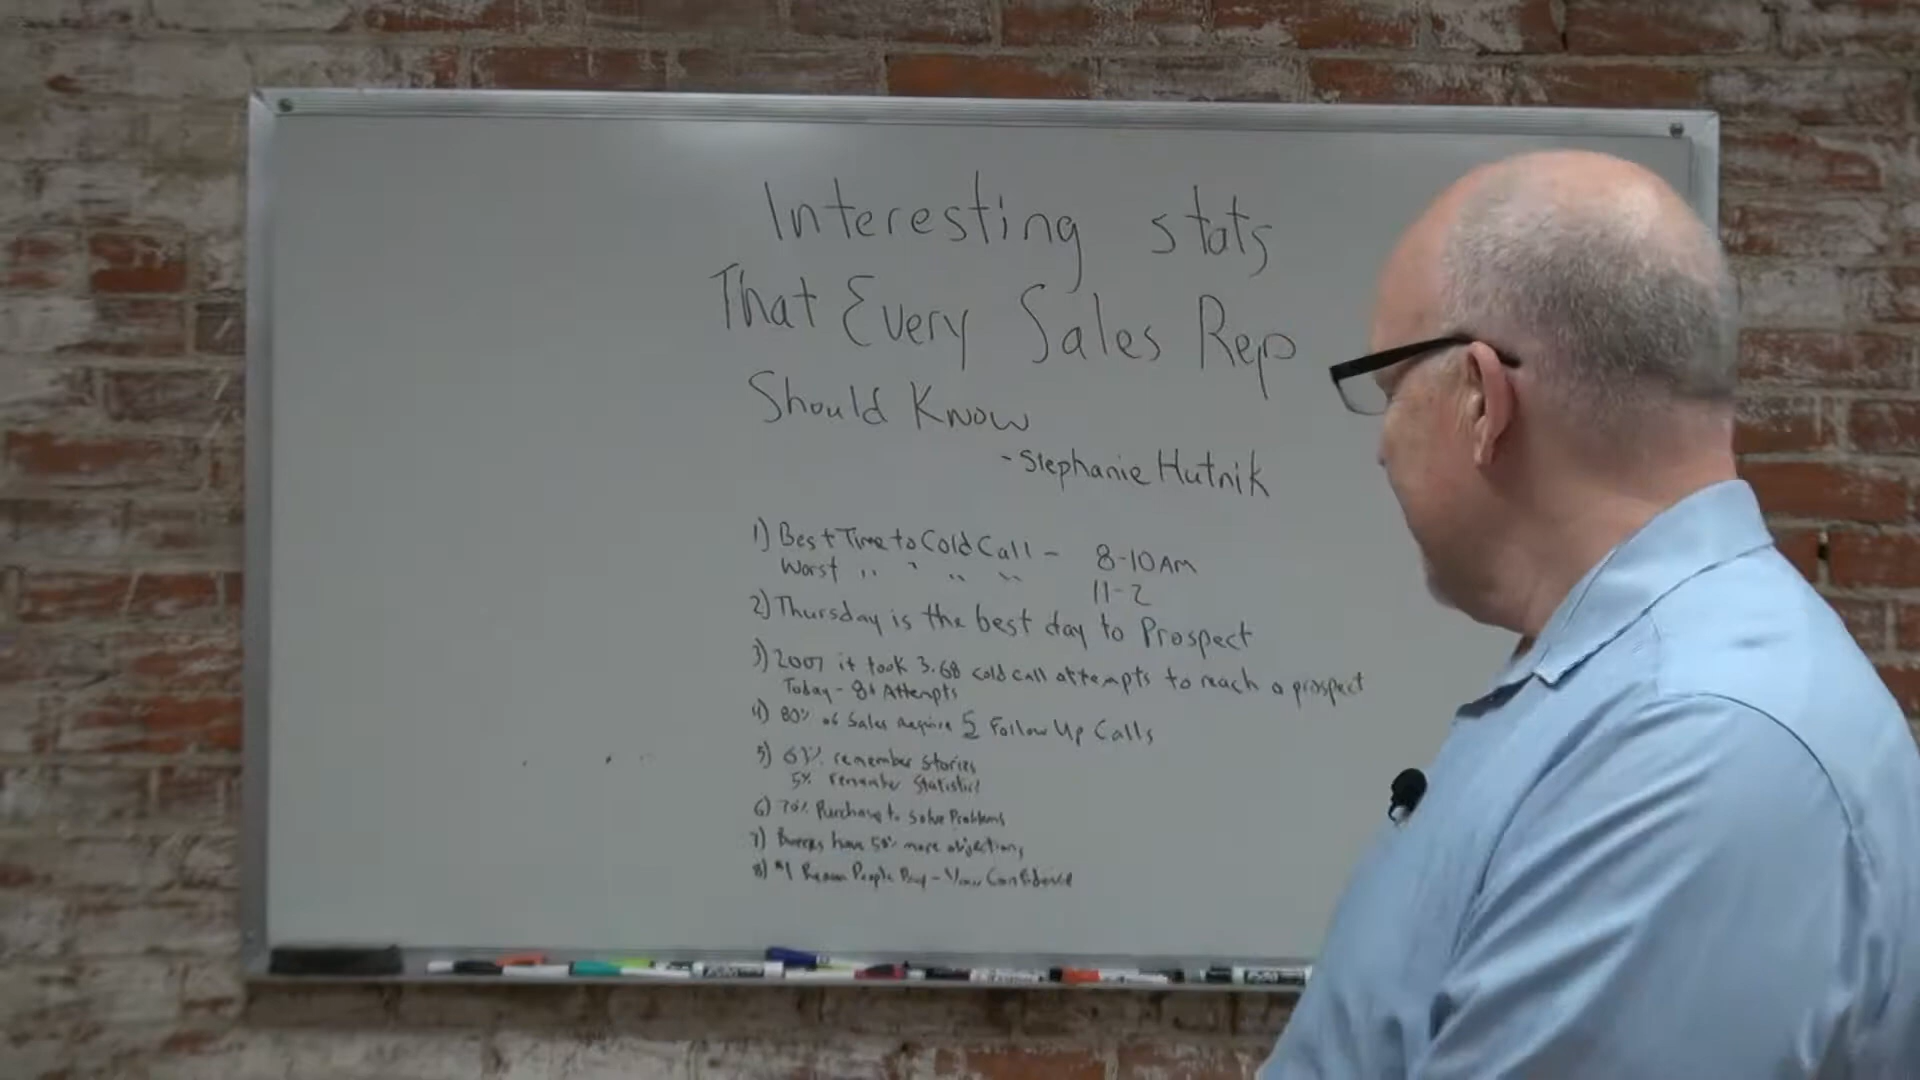 Interesting stats
That Every Sales Rep
Should Know
- Stephanie Hutnik
1) Best Time to Cold Call - 8-10AM
Worst " " " " 11-2
2) Thursday is the best day to Prospect
3) 2007 it took 3.68 cold call attempts to reach a prospect
Today - 8+ Attempts
4) 80% of Sales require 5 Follow Up Calls
5) 63% remember stories
5% remember Statistics
6) 70% Purchase to Solve Problems
7) Buyers have 50% more objections
8) #1 Reason People Buy - Your Confidence